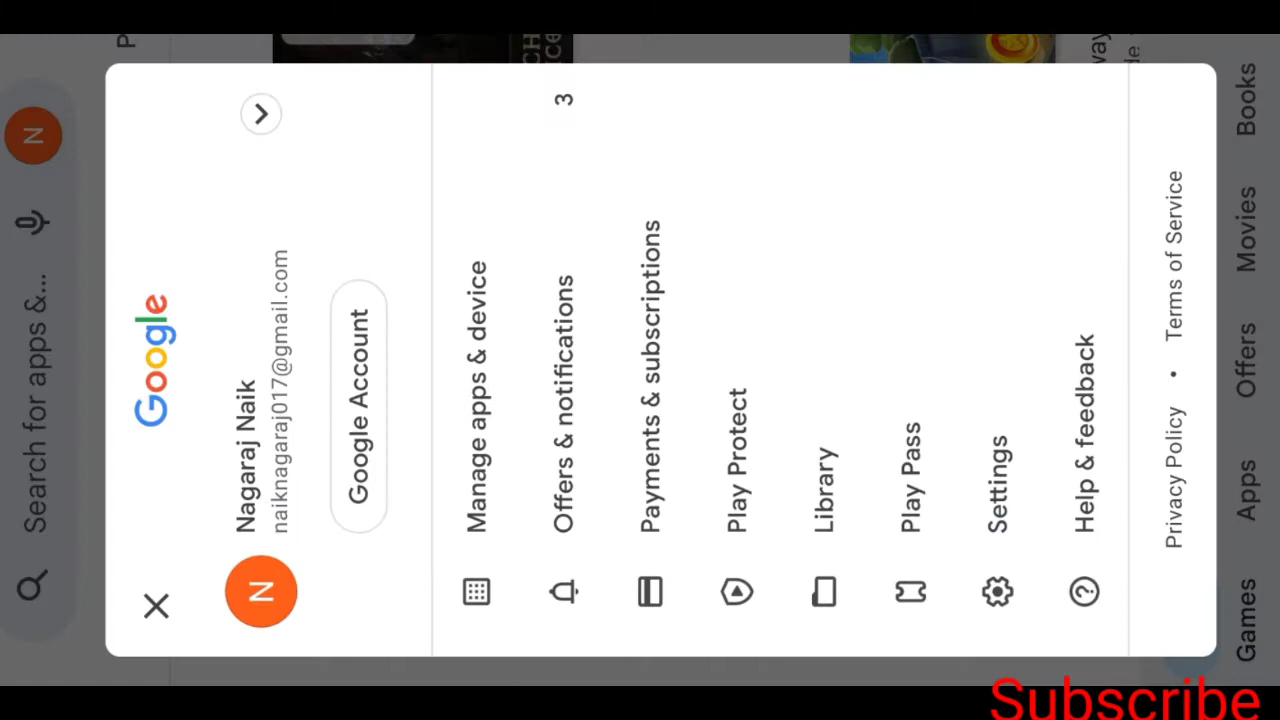 Search for apps &...
N
Google
Nagaraj Naik
naiknagaraj017@gmail.com
N
Google Account
Manage apps & device
Offers & notifications 3
Payments & subscriptions
Play Protect
Library
Play Pass
Settings
Help & feedback
Privacy Policy • Terms of Service
Games Apps Offers Movies Books
Subscribe